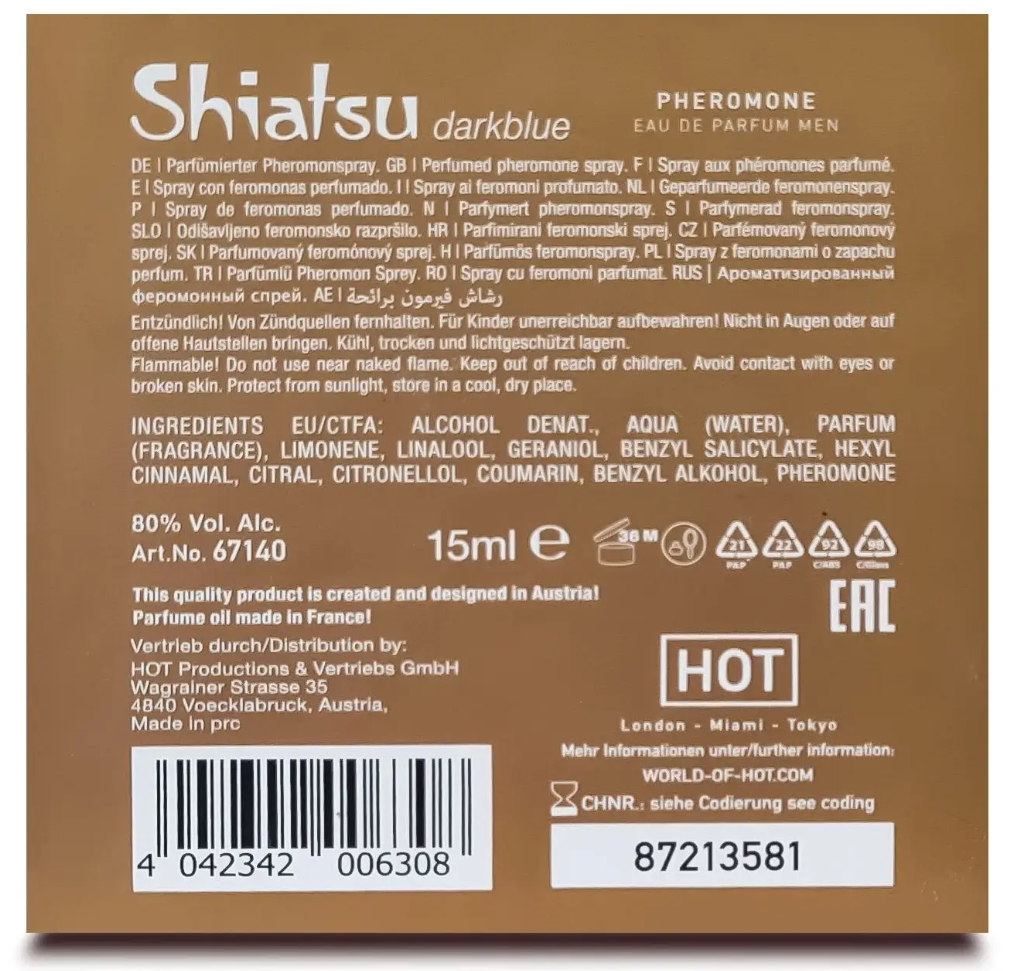 Shiatsu darkblue
PHEROMONE
EAU DE PARFUM MEN
DE | Parfümierter Pheromonspray. GB | Perfumed pheromone spray. F | Spray aux phéromones parfumé.
E | Spray con feromonas perfumado. I | Spray ai feromoni profumato. NL | Geparfumeerde feromonenspray.
P | Spray de feromonas perfumado. N | Parfymert pheromonspray. S | Parfymerad feromonspray.
SLO | Odišavljeno feromonsko razpršilo. HR | Parfimirani feromonski sprej. CZ | Parfémovaný feromonový
sprej. SK | Parfumovaný feromónový sprej. H | Parfümös feromonspray. PL | Spray z feromonami o zapachu
perfum. TR | Parfümlü Pheromon Sprey. RO | Spray cu feromoni parfumat. RUS | Ароматизированный
феромонный спрей. AE | رشاش فيرمون برائحة
Entzündlich! Von Zündquellen fernhalten. Für Kinder unerreichbar aufbewahren! Nicht in Augen oder auf
offene Hautstellen bringen. Kühl, trocken und lichtgeschützt lagern.
Flammable! Do not use near naked flame. Keep out of reach of children. Avoid contact with eyes or
broken skin. Protect from sunlight, store in a cool, dry place.
INGREDIENTS EU/CTFA: ALCOHOL DENAT., AQUA (WATER), PARFUM
(FRAGRANCE), LIMONENE, LINALOOL, GERANIOL, BENZYL SALICYLATE, HEXYL
CINNAMAL, CITRAL, CITRONELLOL, COUMARIN, BENZYL ALKOHOL, PHEROMONE
80% Vol. Alc.
Art.No. 67140
15ml e
36 M
21 22 92 98
PAP PAP C/ABS C/Glass
This quality product is created and designed in Austria!
Parfume oil made in France!
EAC
Vertrieb durch/Distribution by:
HOT Productions & Vertriebs GmbH
Wagrainer Strasse 35
4840 Voecklabruck, Austria,
Made in prc
HOT
London - Miami - Tokyo
Mehr Informationen unter/further information:
WORLD-OF-HOT.COM
CHNR.: siehe Codierung see coding
4 042342 006308
87213581